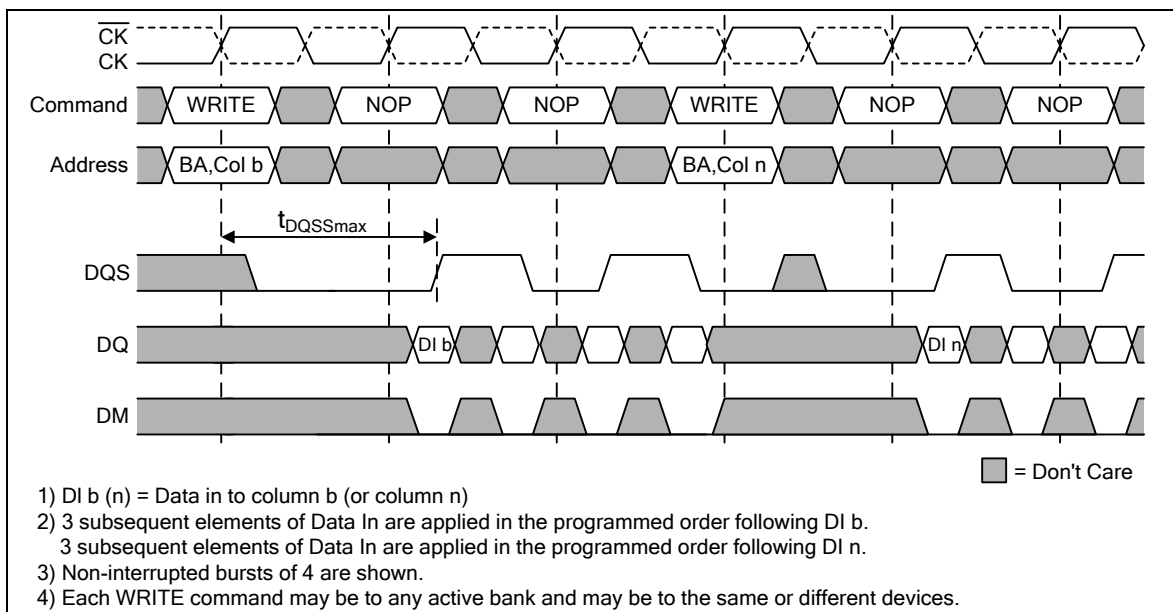 CK
CK
Command WRITE NOP NOP WRITE NOP NOP
Address BA,Col b BA,Col n
tDQSSmax
DQS
DQ DI b DI n
DM
= Don't Care
1) DI b (n) = Data in to column b (or column n)
2) 3 subsequent elements of Data In are applied in the programmed order following DI b.
3 subsequent elements of Data In are applied in the programmed order following DI n.
3) Non-interrupted bursts of 4 are shown.
4) Each WRITE command may be to any active bank and may be to the same or different devices.